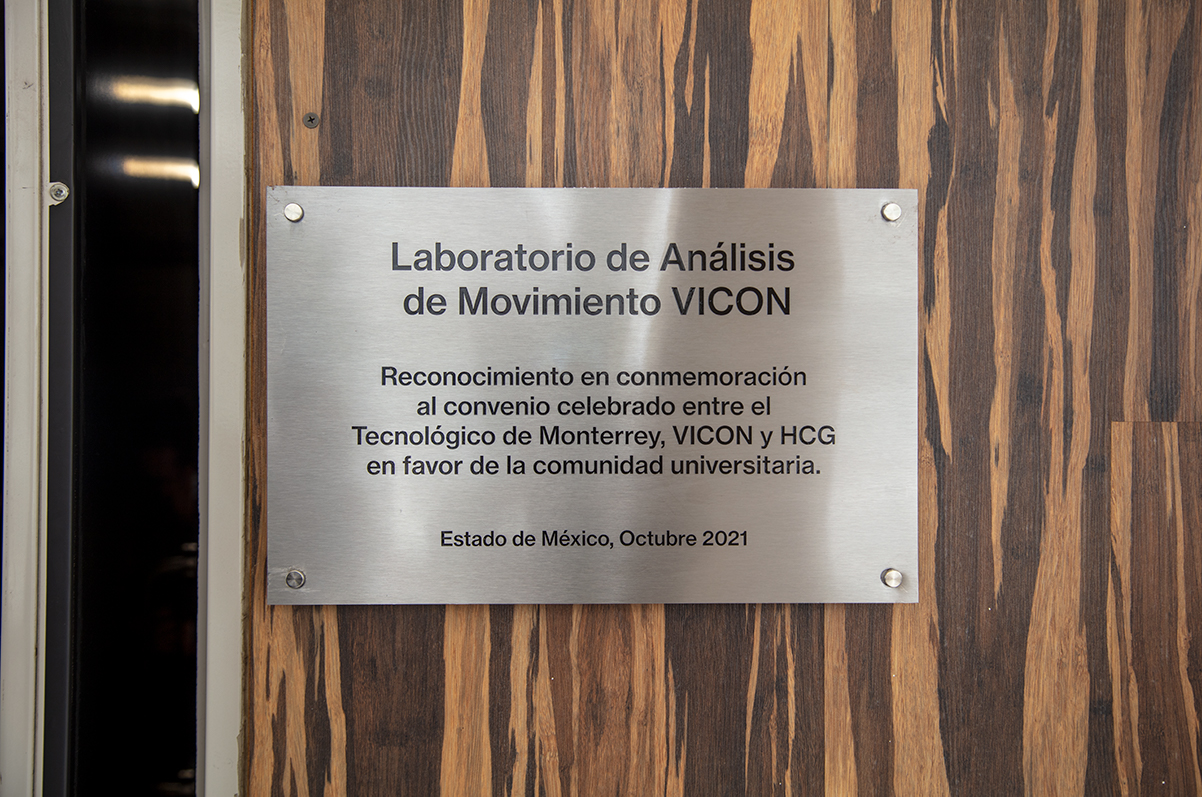 Laboratorio de Análisis
de Movimiento VICON
Reconocimiento en conmemoración
al convenio celebrado entre el
Tecnológico de Monterrey, VICON y HCG
en favor de la comunidad universitaria.
Estado de México, Octubre 2021